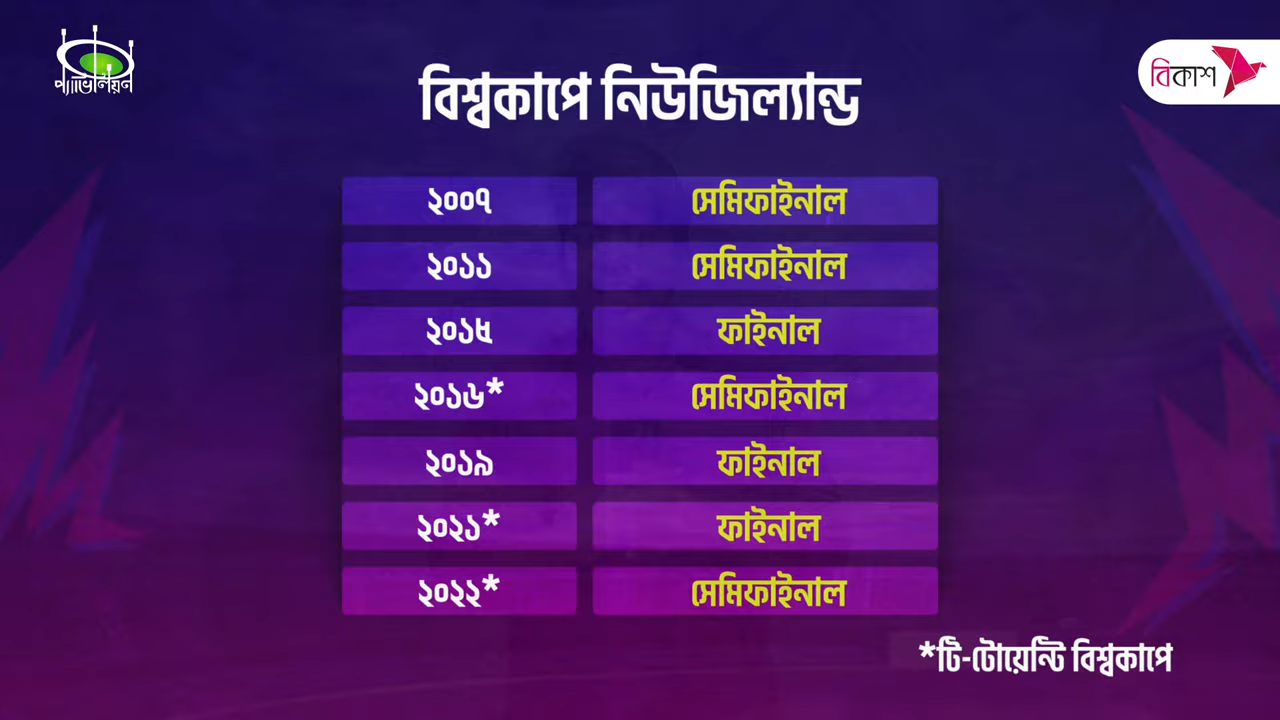 প্যাভিলিয়ন
বিকাশ
বিশ্বকাপে নিউজিল্যান্ড
২০০৭ সেমিফাইনাল
২০১১ সেমিফাইনাল
২০১৫ ফাইনাল
২০১৬* সেমিফাইনাল
২০১৯ ফাইনাল
২০২১* ফাইনাল
২০২২* সেমিফাইনাল
*টি-টোয়েন্টি বিশ্বকাপে